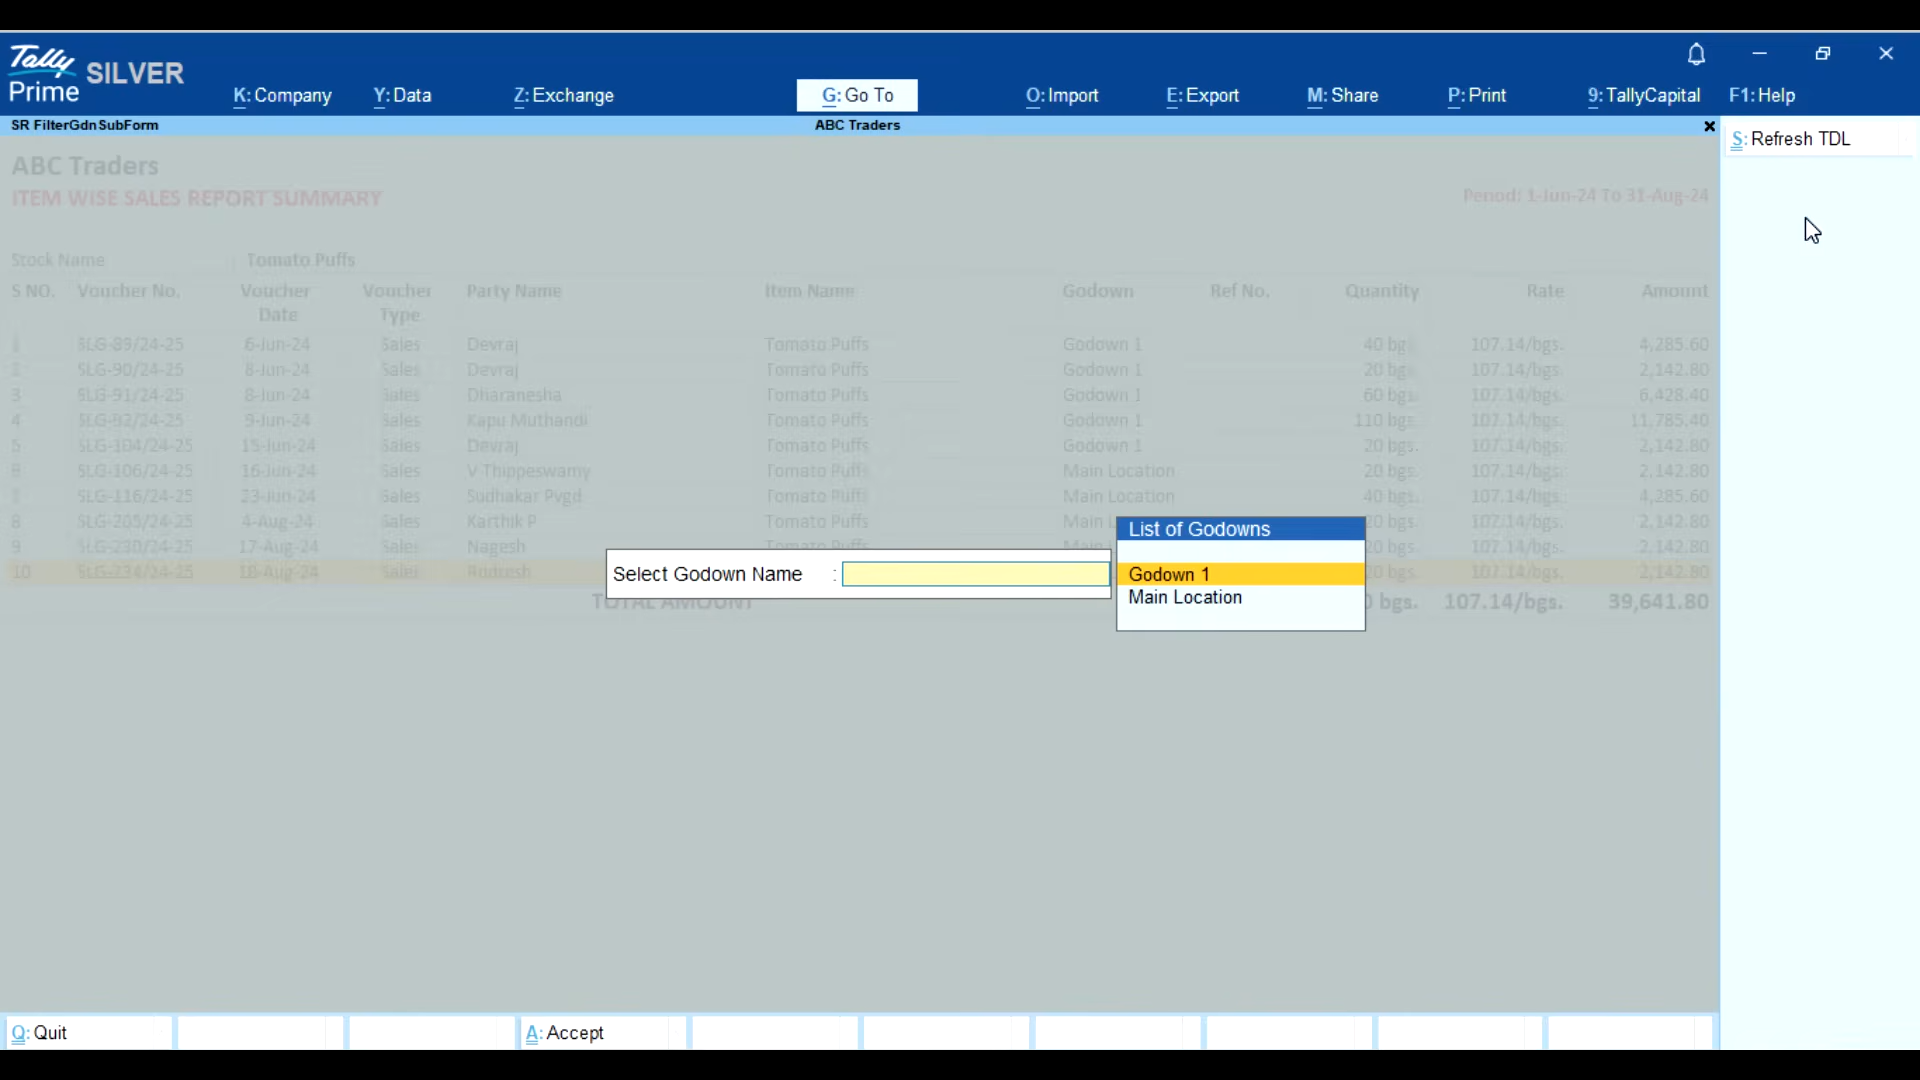 Tally Prime SILVER
K: Company Y: Data Z: Exchange G: Go To O: Import E: Export M: Share P: Print 9: TallyCapital F1: Help
SR FilterGdnSubForm ABC Traders
S: Refresh TDL
ABC Traders
ITEM WISE SALES REPORT SUMMARY Period: 1-Jun-24 To 31-Aug-24
Stock Name : Tomato Puffs
S NO. Voucher No. Voucher Date Voucher Type Party Name Item Name Godown Ref No. Quantity Rate Amount
1 SLG-89/24-25 6-Jun-24 Sales Devraj Tomato Puffs Godown 1 40 bgs 107.14/bgs. 4,285.60
2 SLG-90/24-25 8-Jun-24 Sales Devraj Tomato Puffs Godown 1 20 bgs 107.14/bgs. 2,142.80
3 SLG-91/24-25 8-Jun-24 Sales Dharanesha Tomato Puffs Godown 1 60 bgs. 107.14/bgs. 6,428.40
4 SLG-92/24-25 9-Jun-24 Sales Kapu Muthandi Tomato Puffs Godown 1 110 bgs. 107.14/bgs. 11,785.40
5 SLG-104/24-25 15-Jun-24 Sales Devraj Tomato Puffs Godown 1 20 bgs. 107.14/bgs. 2,142.80
6 SLG-106/24-25 16-Jun-24 Sales V Thippeswamy Tomato Puffs Main Location 20 bgs. 107.14/bgs. 2,142.80
7 SLG-116/24-25 23-Jun-24 Sales Sudhakar Pvgd Tomato Puffs Main Location 40 bgs. 107.14/bgs. 4,285.60
8 SLG-205/24-25 4-Aug-24 Sales Karthik P Tomato Puffs Main 20 bgs. 107.14/bgs. 2,142.80
9 SLG-230/24-25 17-Aug-24 Sales Nagesh Tomato Puffs Main 20 bgs. 107.14/bgs. 2,142.80
10 SLG-234/24-25 18-Aug-24 Sales 20 bgs. 107.14/bgs. 2,142.80
TOTAL AMOUNT bgs. 107.14/bgs. 39,641.80
List of Godowns
Select Godown Name :
Godown 1
Main Location
Q: Quit A: Accept